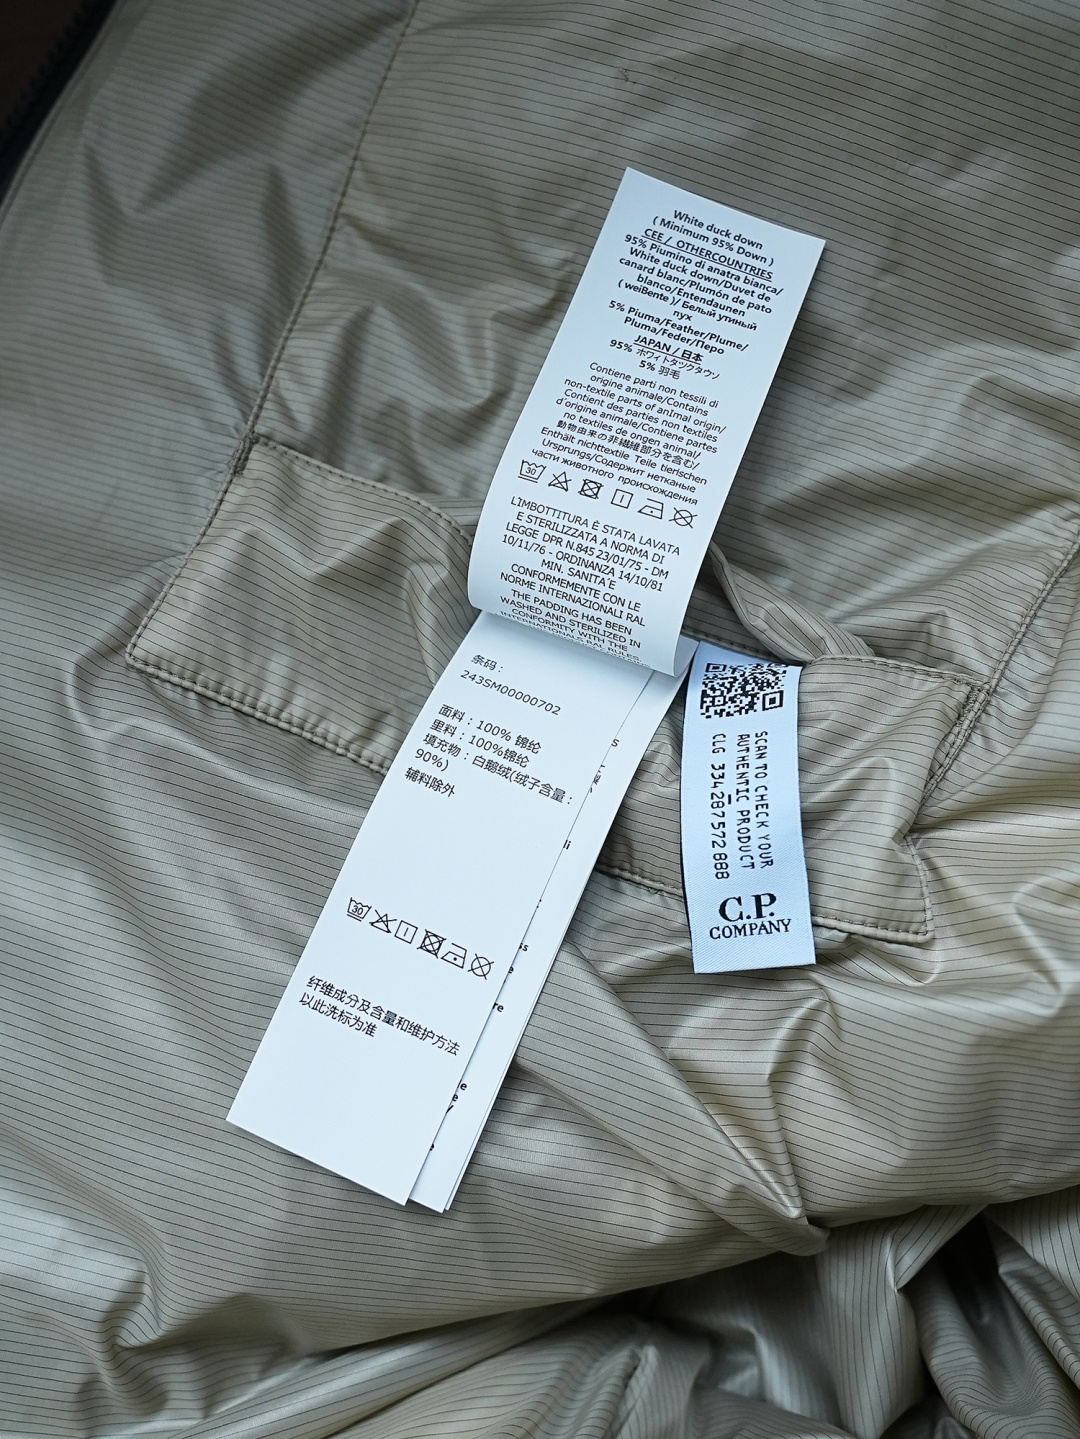 White duck down
( Minimum 95% Down )
CEE / OTHERCOUNTRIES
95% Piumino di anatra bianca/
White duck down/Duvet de
canard blanc/Plumón de pato
blanco/Entendaunen
( weiBente )/ Белый утиный
пух
5% Piuma/Feather/Plume/
Pluma/Feder/Перо
JAPAN / 日本
95% ホワイトダックダウン
5% 羽毛
Contiene parti non tessili di
origine animale/Contains
non-textile parts of animal origin/
Contient des parties non textiles
d'origine animale/Contiene partes
no textiles de origen animal/
動物由来の非繊維部分を含む/
Enthält nichttextile Teile tierischen
Ursprungs/Содержит нетканые
части животного происхождения
30
L'IMBOTTITURA È STATA LAVATA
E STERILIZZATA A NORMA DI
LEGGE DPR N.845 23/01/75 - DM
10/11/76 - ORDINANZA 14/10/81
MIN. SANITA'E
CONFORMEMENTE CON LE
NORME INTERNAZIONALI RAL
THE PADDING HAS BEEN
WASHED AND STERILIZED IN
CONFORMITY WITH THE
INTERNATIONALS RAL RULES.
条码：
243SM00000702
面料：100% 锦纶
里料：100%锦纶
填充物：白鹅绒(绒子含量：
90%)
辅料除外
30
纤维成分及含量和维护方法
以此洗标为准
SCAN TO CHECK YOUR
AUTHENTIC PRODUCT
CLG 334287572888
C.P.
COMPANY